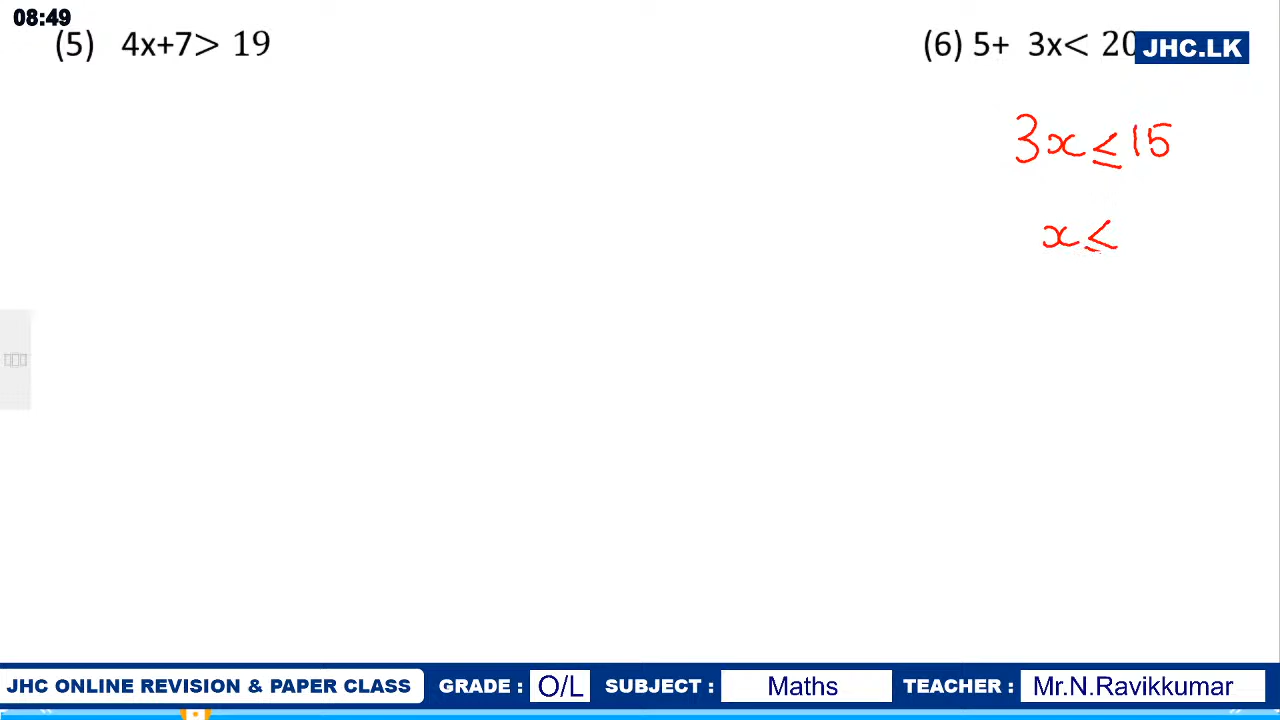 08:49
(5) 4x+7> 19
(6) 5+ 3x< 20
JHC.LK
3x ≤ 15
x ≤
JHC ONLINE REVISION & PAPER CLASS GRADE : O/L SUBJECT : Maths TEACHER : Mr.N.Ravikkumar